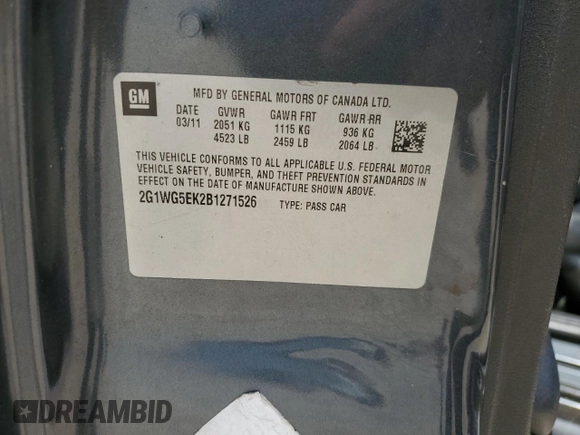 GM
MFD BY GENERAL MOTORS OF CANADA LTD.
DATE GVWR GAWR FRT GAWR RR
03/11 2051 KG 1115 KG 936 KG
4523 LB 2459 LB 2064 LB
THIS VEHICLE CONFORMS TO ALL APPLICABLE U.S. FEDERAL MOTOR
VEHICLE SAFETY, BUMPER, AND THEFT PREVENTION STANDARDS IN
EFFECT ON THE DATE OF MANUFACTURE SHOWN ABOVE.
2G1WG5EK2B1271526 TYPE: PASS CAR
DREAMBID